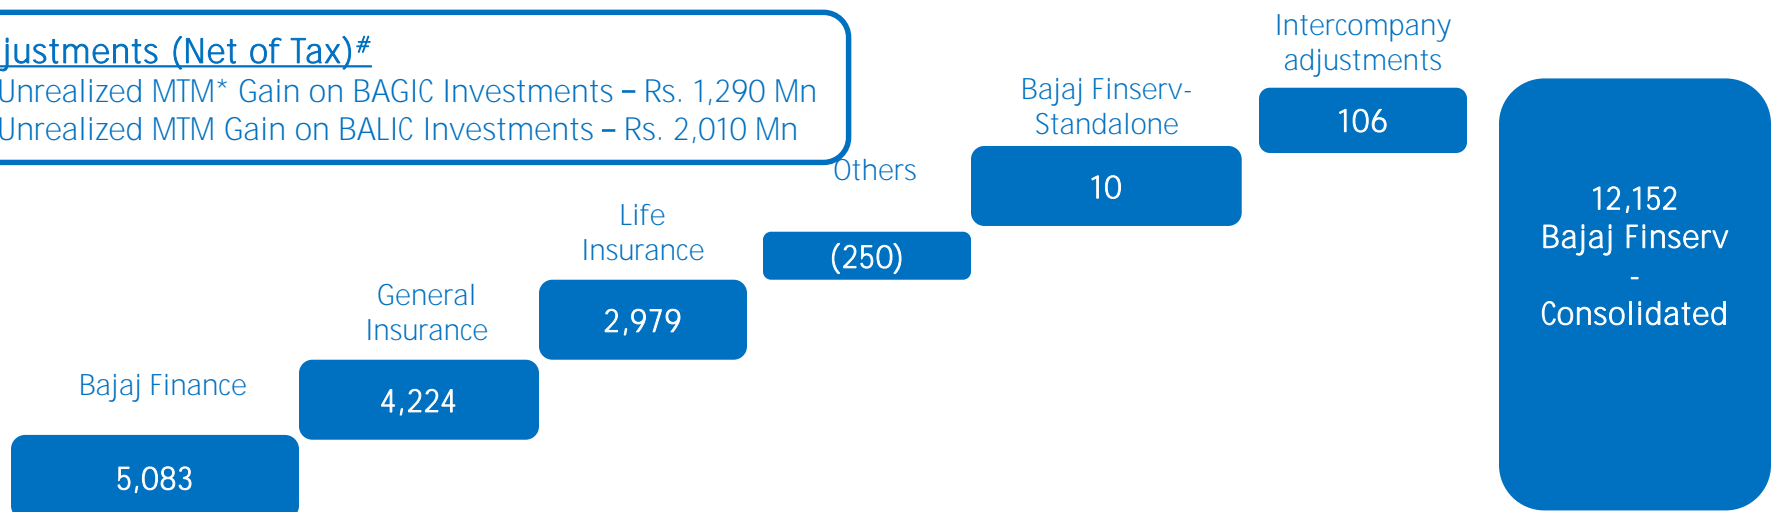 justments (Net of Tax)#
Unrealized MTM* Gain on BAGIC Investments – Rs. 1,290 Mn
Unrealized MTM Gain on BALIC Investments – Rs. 2,010 Mn
Intercompany
adjustments
106
Bajaj Finserv-
Standalone
10
Others
(250)
Life
Insurance
2,979
General
Insurance
4,224
Bajaj Finance
5,083
12,152
Bajaj Finserv
-
Consolidated